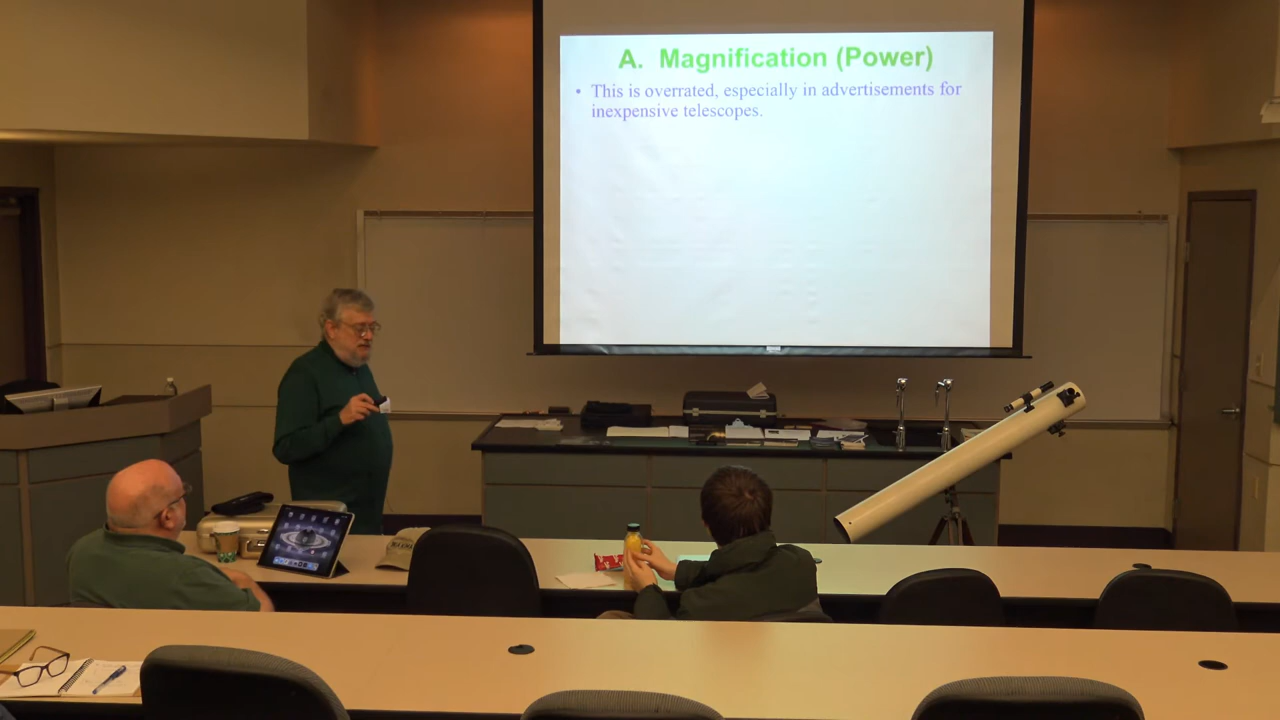 A. Magnification (Power)
• This is overrated, especially in advertisements for
inexpensive telescopes.